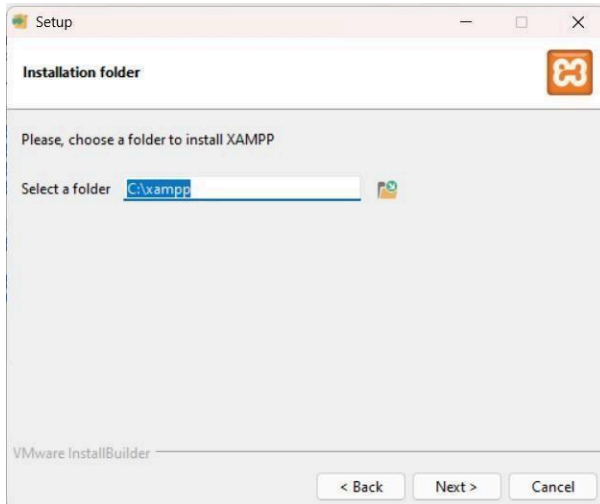 Setup
Installation folder
Please, choose a folder to install XAMPP
Select a folder C:\xampp
VMware InstallBuilder
< Back Next > Cancel